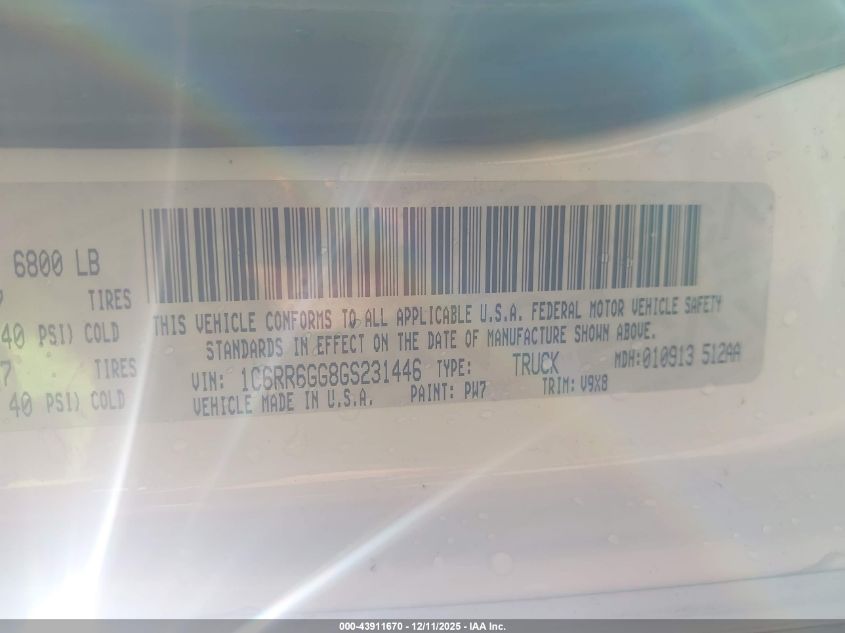 6800 LB
7 TIRES
40 PSI) COLD
7 TIRES
40 PSI) COLD
THIS VEHICLE CONFORMS TO ALL APPLICABLE U.S.A. FEDERAL MOTOR VEHICLE SAFETY
STANDARDS IN EFFECT ON THE DATE OF MANUFACTURE SHOWN ABOVE.
VIN: 1C6RR6GG8GS231446 TYPE: TRUCK MDH:010913 512AA
VEHICLE MADE IN U.S.A. PAINT: PW7 TRIM: V9X8
000-43911670 - 12/11/2025 - IAA Inc.